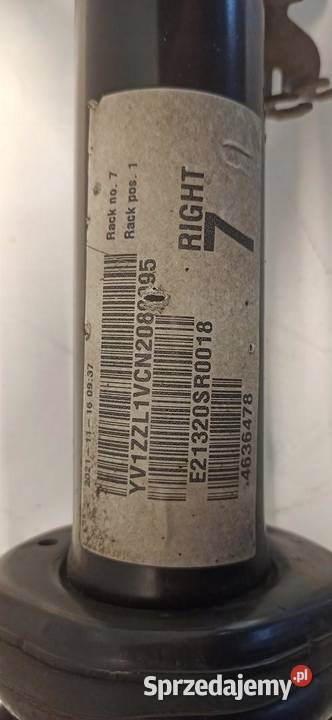 Rack no. 7
Rack pos. 1
RIGHT
7
2021-11-16 09:37
E21320SR0018
4636478
Sprzedajemy.pl